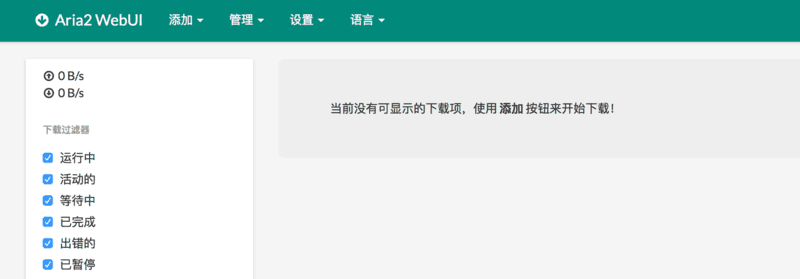 Aria2 WebUI 添加 管理 设置 语言
0 B/s
0 B/s
下载过滤器
运行中
活动的
等待中
已完成
出错的
已暂停
当前没有可显示的下载项，使用 添加 按钮来开始下载！